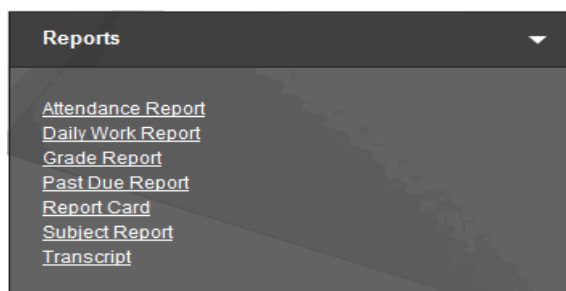 Reports
Attendance Report
Daily Work Report
Grade Report
Past Due Report
Report Card
Subject Report
Transcript